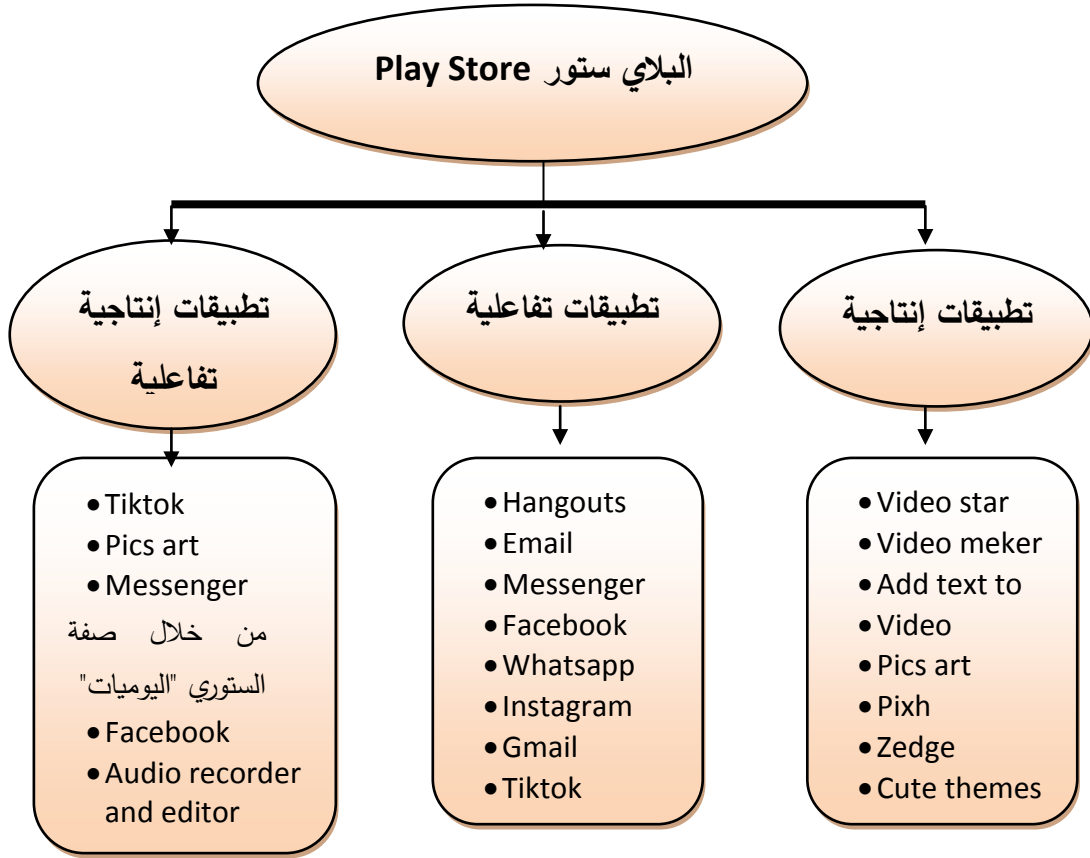 البلاي ستور Play Store
تطبيقات إنتاجية
تطبيقات تفاعلية
تطبيقات إنتاجية
تفاعلية
• Video star
• Video meker
• Add text to
• Video
• Pics art
• Pixh
• Zedge
• Cute themes
• Hangouts
• Email
• Messenger
• Facebook
• Whatsapp
• Instagram
• Gmail
• Tiktok
• Tiktok
• Pics art
• Messenger
من خلال صفة
الستوري "اليوميات"
• Facebook
• Audio recorder
and editor